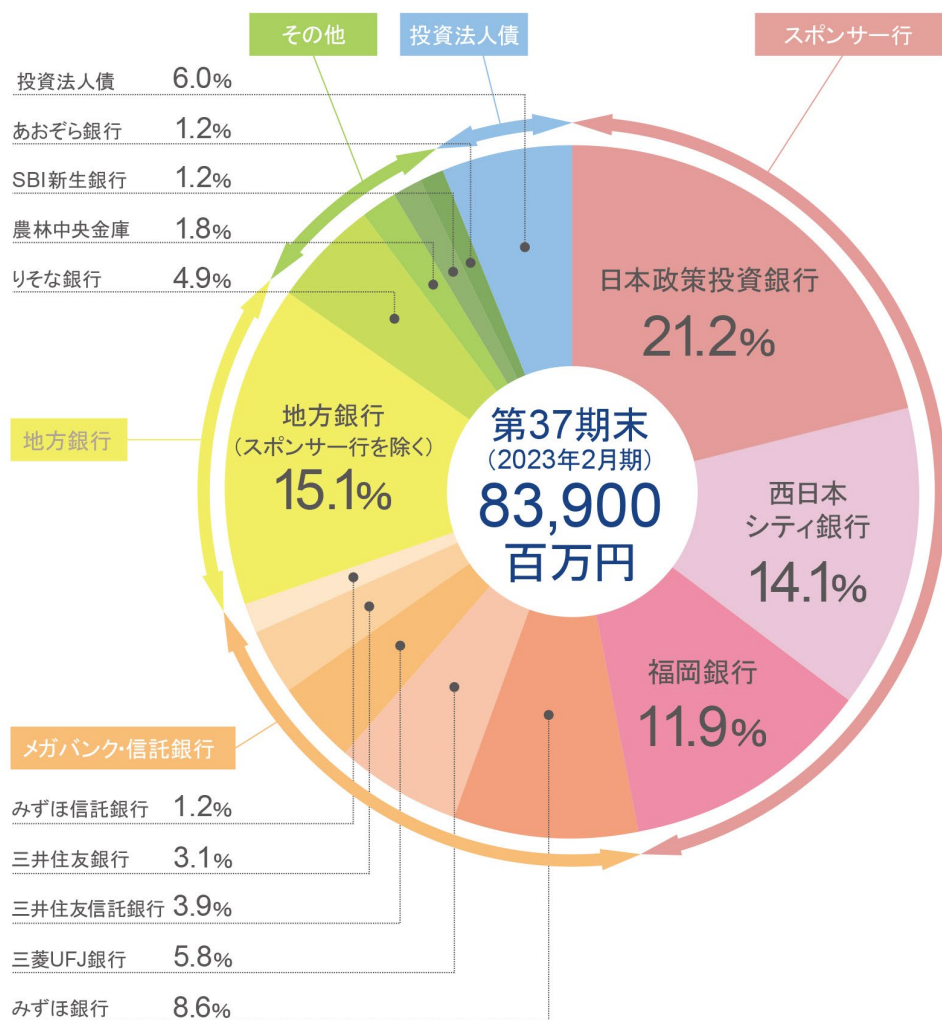 その他
投資法人債
スポンサー行
投資法人債 6.0%
あおぞら銀行 1.2%
SBI新生銀行 1.2%
農林中央金庫 1.8%
りそな銀行 4.9%
日本政策投資銀行
21.2%
地方銀行
地方銀行
(スポンサー行を除く)
15.1%
第37期末
(2023年2月期)
83,900
百万円
西日本
シティ銀行
14.1%
福岡銀行
11.9%
メガバンク・信託銀行
みずほ信託銀行 1.2%
三井住友銀行 3.1%
三井住友信託銀行 3.9%
三菱UFJ銀行 5.8%
みずほ銀行 8.6%